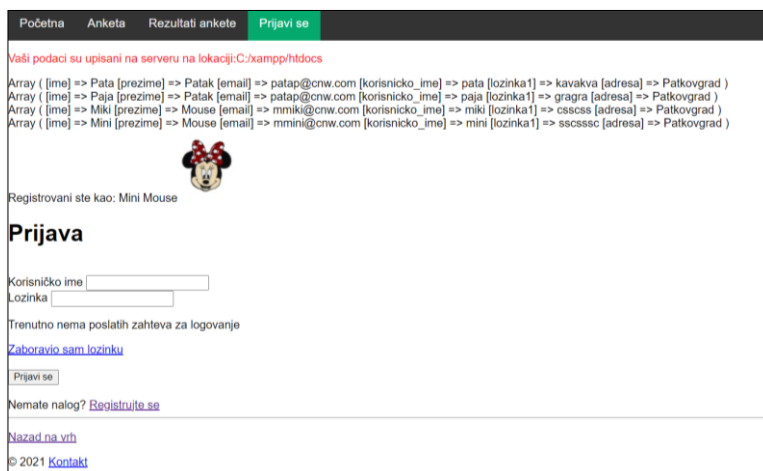 Početna Anketa Rezultati ankete Prijavi se
Vaši podaci su upisani na serveru na lokaciji:C:/xampp/htdocs
Array ( [ime] => Pata [prezime] => Patak [email] => patap@cnw.com [korisnicko_ime] => pata [lozinka1] => kavakva [adresa] => Patkovgrad )
Array ( [ime] => Paja [prezime] => Patak [email] => patap@cnw.com [korisnicko_ime] => paja [lozinka1] => gragra [adresa] => Patkovgrad )
Array ( [ime] => Miki [prezime] => Mouse [email] => mmiki@cnw.com [korisnicko_ime] => miki [lozinka1] => csscss [adresa] => Patkovgrad )
Array ( [ime] => Mini [prezime] => Mouse [email] => mmini@cnw.com [korisnicko_ime] => mini [lozinka1] => sscsssc [adresa] => Patkovgrad )
Registrovani ste kao: Mini Mouse
Prijava
Korisničko ime
Lozinka
Trenutno nema poslatih zahteva za logovanje
Zaboravio sam lozinku
Prijavi se
Nemate nalog? Registrujte se
Nazad na vrh
© 2021 Kontakt